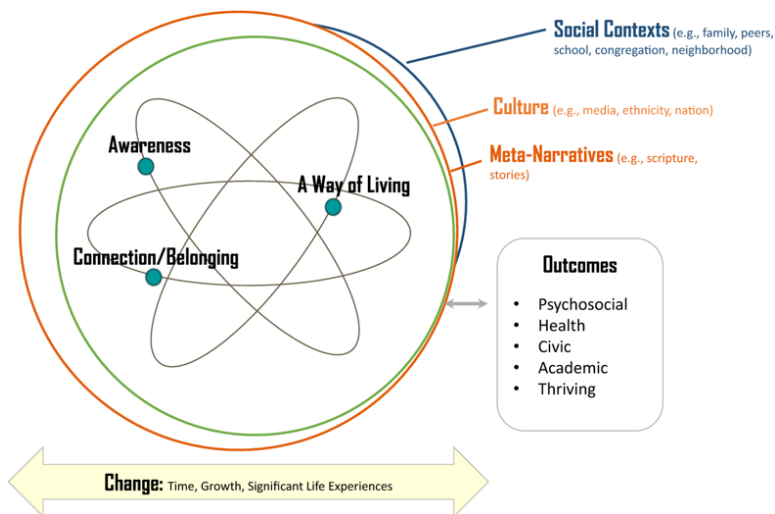 Social Contexts (e.g., family, peers,
school, congregation, neighborhood)
Culture (e.g., media, ethnicity, nation)
Meta-Narratives (e.g., scripture,
stories)
Awareness
A Way of Living
Connection/Belonging
Outcomes
• Psychosocial
• Health
• Civic
• Academic
• Thriving
Change: Time, Growth, Significant Life Experiences